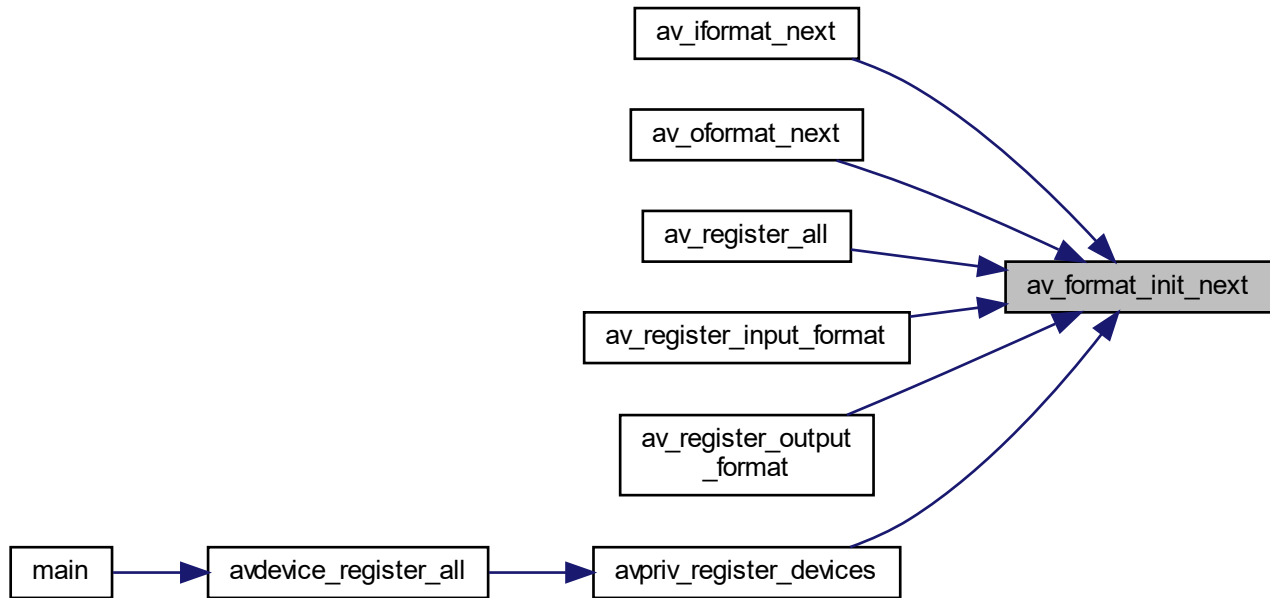 av_iformat_next
av_oformat_next
av_register_all
av_format_init_next
av_register_input_format
av_register_output
_format
main
avdevice_register_all
avpriv_register_devices